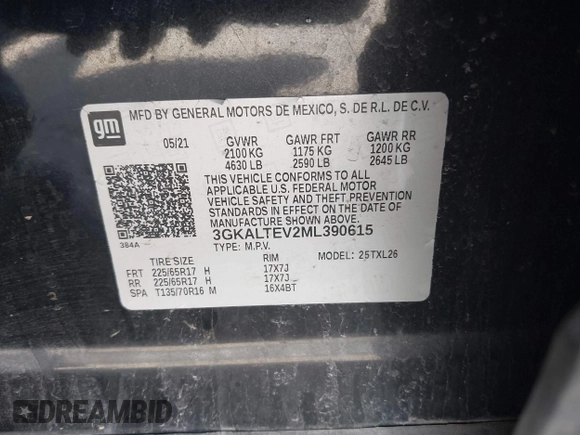 gm
MFD BY GENERAL MOTORS DE MEXICO, S. DE R.L. DE C.V.
05/21 GVWR GAWR FRT GAWR RR
2100 KG 1175 KG 1200 KG
4630 LB 2590 LB 2645 LB
THIS VEHICLE CONFORMS TO ALL
APPLICABLE U.S. FEDERAL MOTOR
VEHICLE SAFETY AND THEFT PREVENTION
STANDARDS IN EFFECT ON THE DATE OF
MANUFACTURE SHOWN ABOVE.
384A 3GKALTEV2ML390615
TYPE: M.P.V. MODEL: 25TXL26
TIRE SIZE RIM
FRT 225/65R17 H 17X7J
RR 225/65R17 H 17X7J
SPA T135/70R16 M 16X4BT
DREAMBID